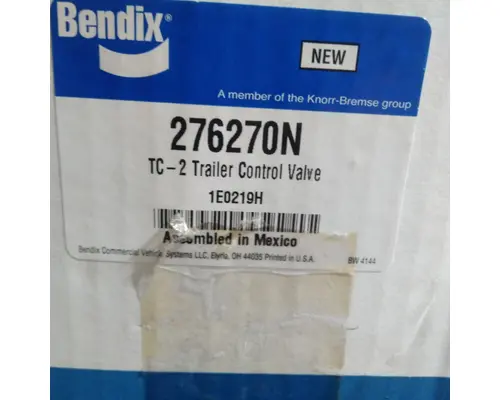 Bendix
NEW
A member of the Knorr-Bremse group
276270N
TC-2 Trailer Control Valve
1E0219H
Assembled in Mexico
Bendix Commercial Vehicle Systems LLC, Elyria, OH 44035 Printed in U.S.A.
BW 4144